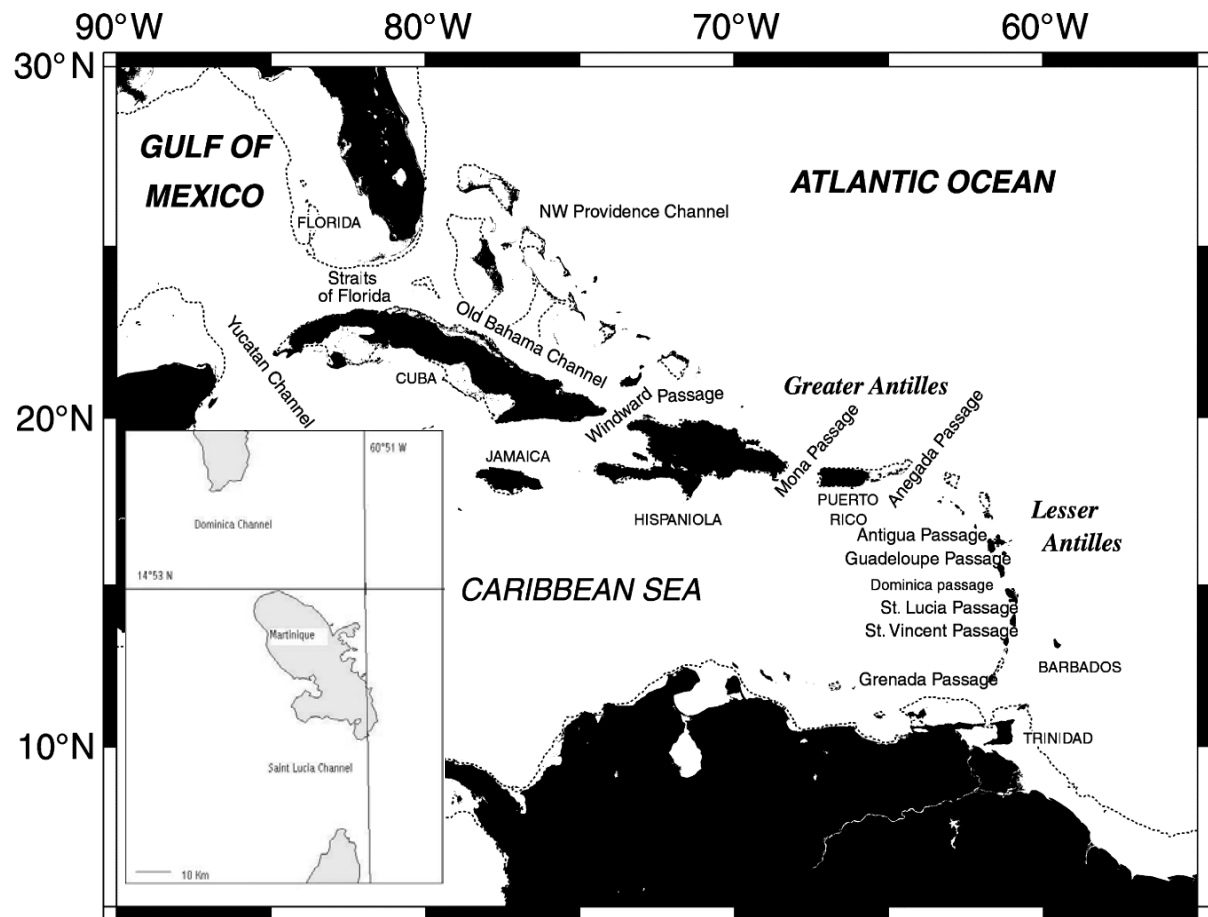 90°W 80°W 70°W 60°W
30°N
GULF OF
MEXICO
ATLANTIC OCEAN
NW Providence Channel
FLORIDA
Straits
of Florida
Old Bahama Channel
Yucatan Channel
CUBA
Windward Passage
Greater Antilles
20°N
Mona Passage
Anegada Passage
JAMAICA
HISPANIOLA
PUERTO
RICO
Lesser
Antilles
Antigua Passage
Guadeloupe Passage
Dominica passage
St. Lucia Passage
St. Vincent Passage
CARIBBEAN SEA
BARBADOS
Grenada Passage
TRINIDAD
10°N
60°51 W
Dominica Channel
14°53 N
Martinique
Saint Lucia Channel
10 Km